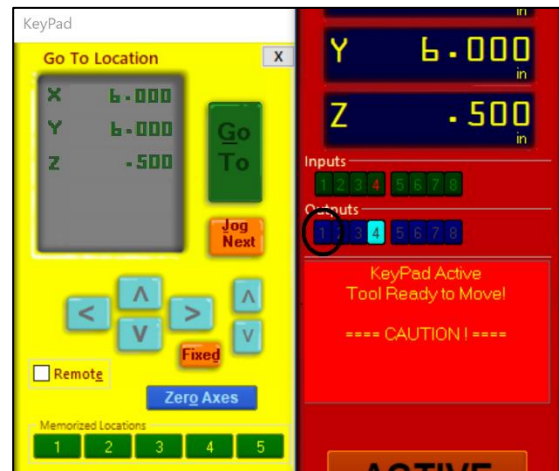 KeyPad
Go To Location
X
X 6.000
Y 6.000
Z .500
Go
To
Jog
Next
<
^
v
>
^
v
Fixed
Remote
Zero Axes
Memorized Locations
1 2 3 4 5
in
Y 6.000
in
Z .500
in
Inputs
1 2 3 4 5 6 7 8
Outputs
1 2 3 4 5 6 7 8
KeyPad Active
Tool Ready to Move!
==== CAUTION ! ====
ACTIVE